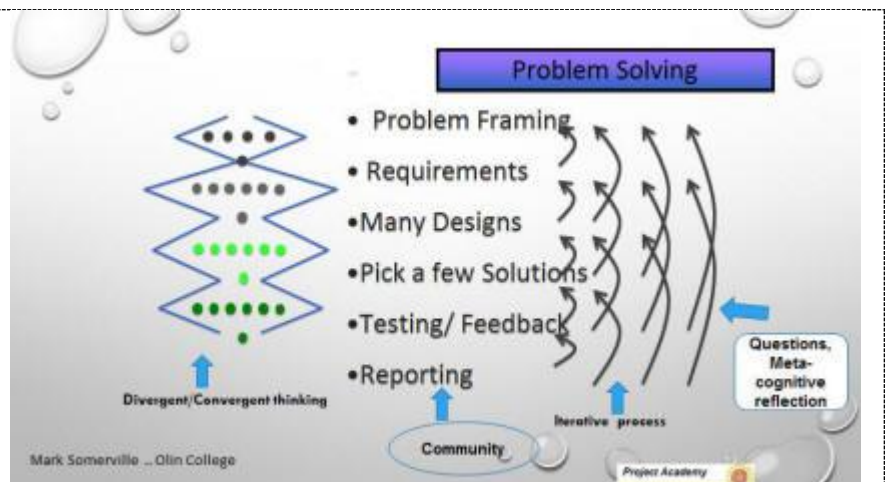 Problem Solving
• Problem Framing
• Requirements
•Many Designs
•Pick a few Solutions
•Testing/ Feedback
•Reporting
Divergent/Convergent thinking
Iterative process
Questions,
Meta-
cognitive
reflection
Community
Mark Somerville ... Olin College
Project Academy